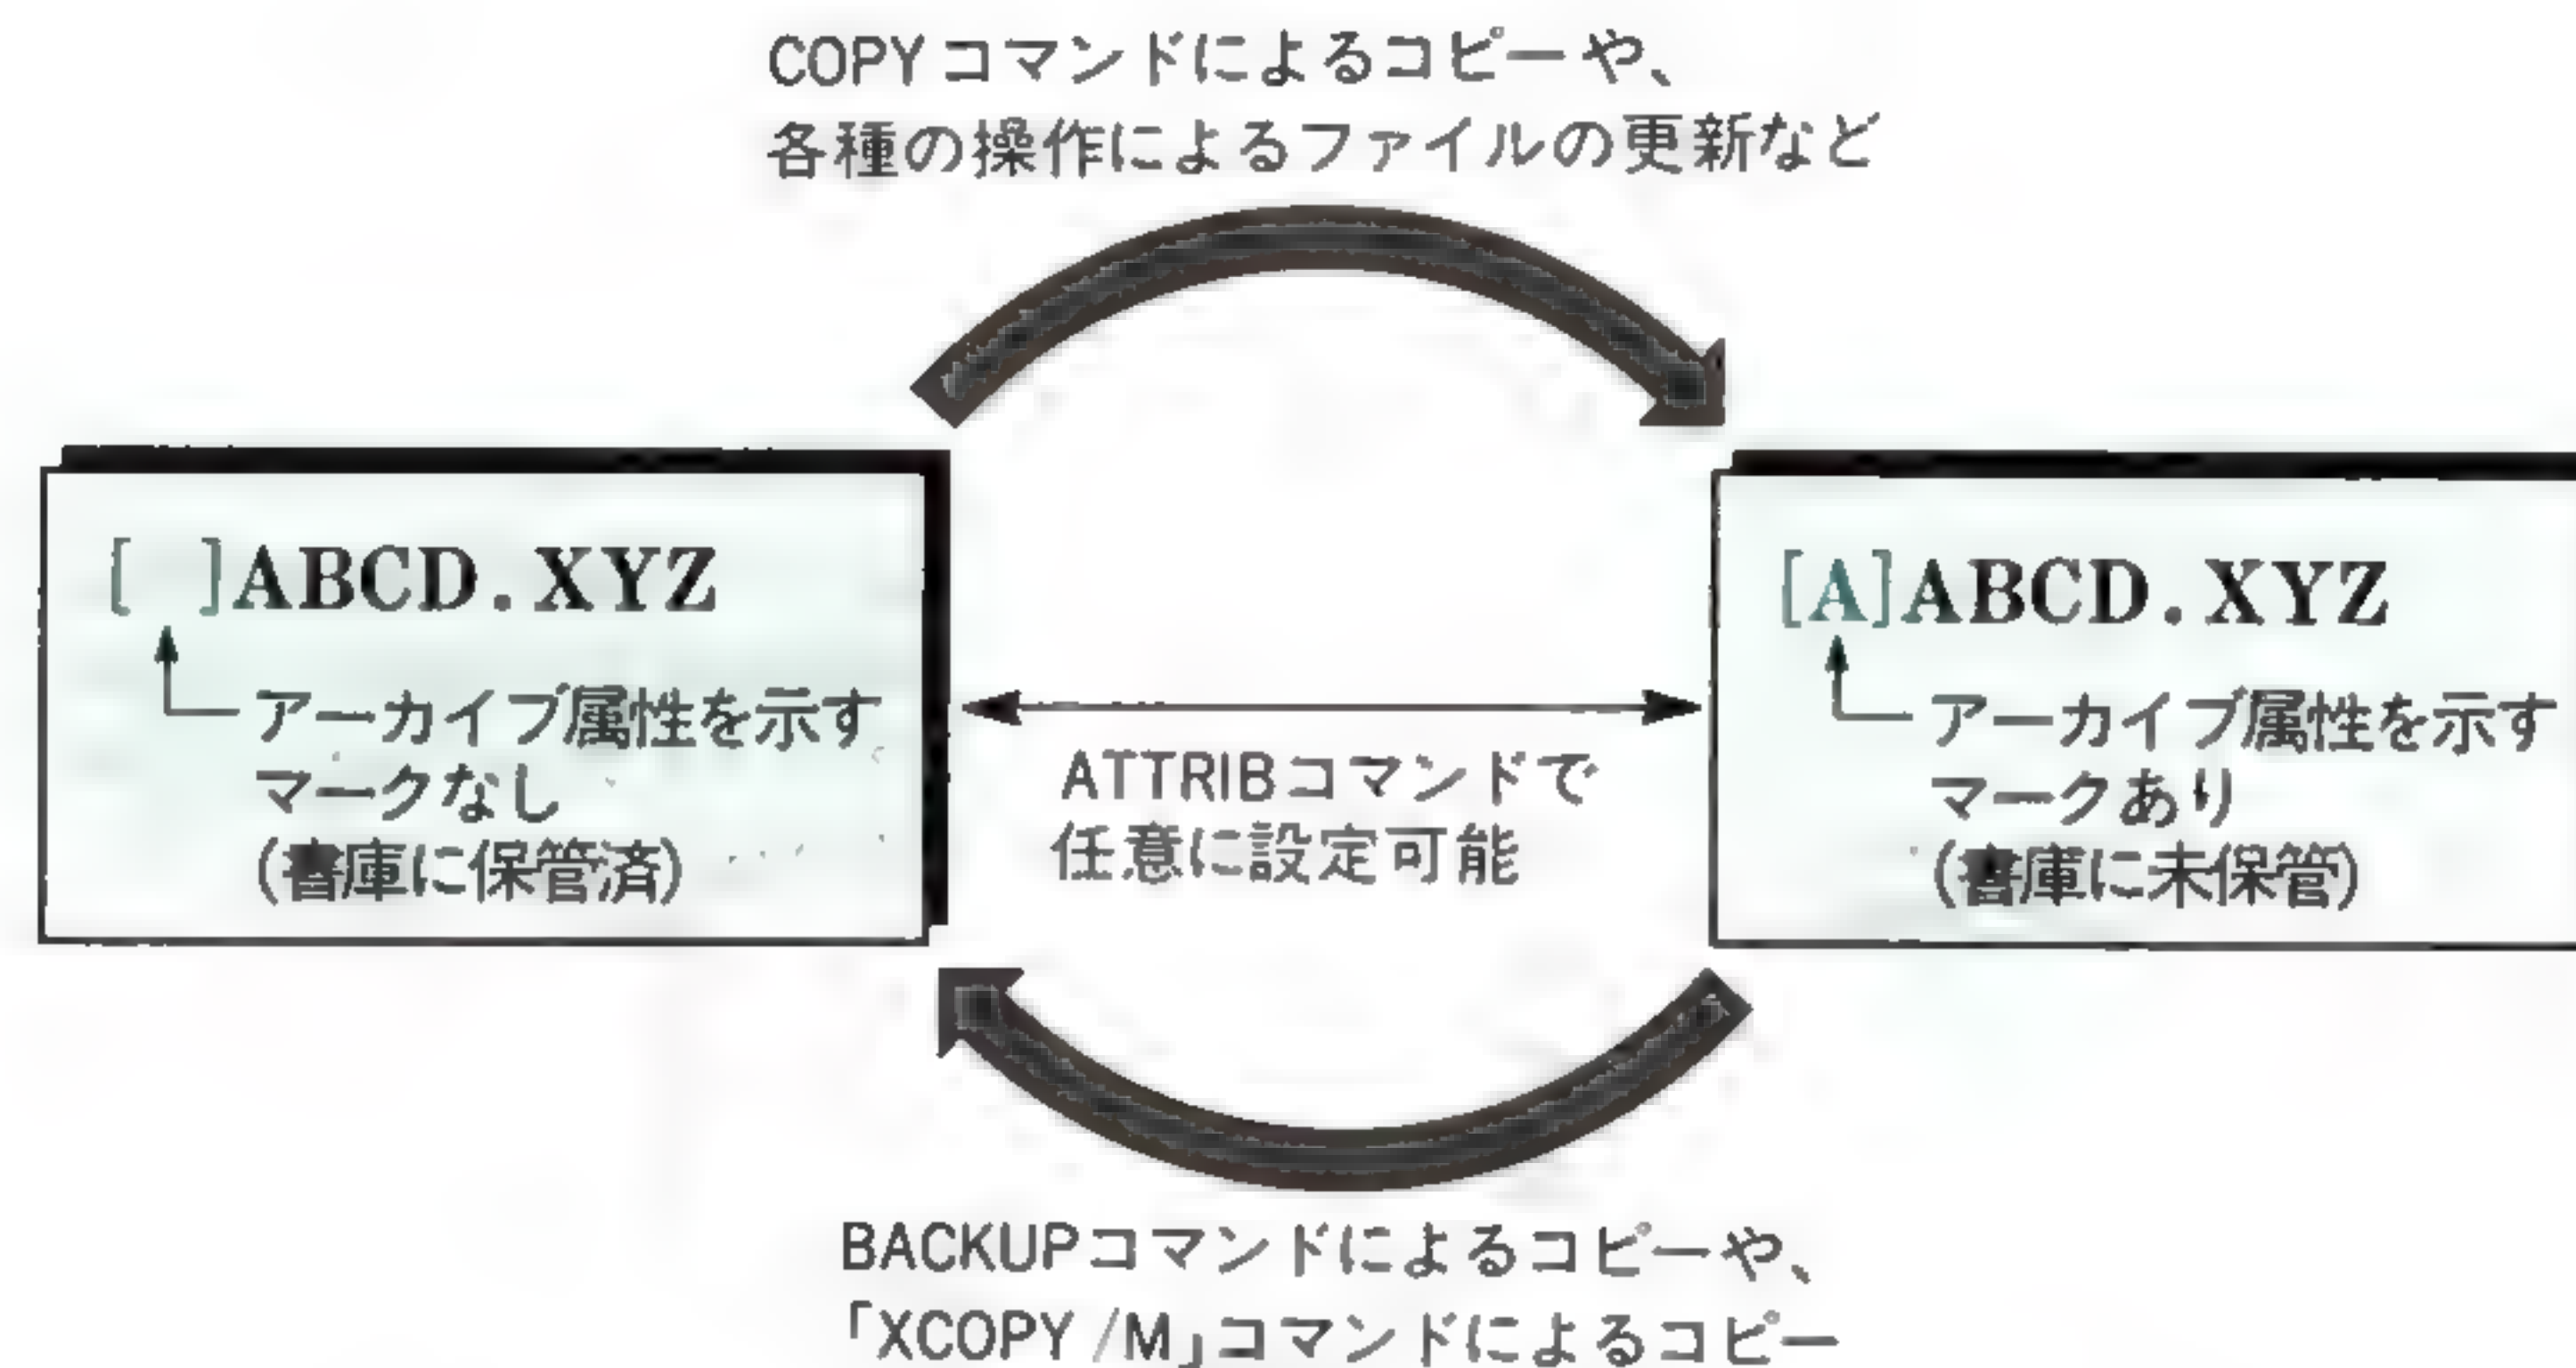 COPYコマンドによるコピーや、
各種の操作によるファイルの更新など
[ ]ABCD.XYZ
アーカイブ属性を示す
マークなし
(書庫に保管済)
ATTRIBコマンドで
任意に設定可能
[A]ABCD.XYZ
アーカイブ属性を示す
マークあり
(書庫に未保管)
BACKUPコマンドによるコピーや、
「XCOPY /M」コマンドによるコピー